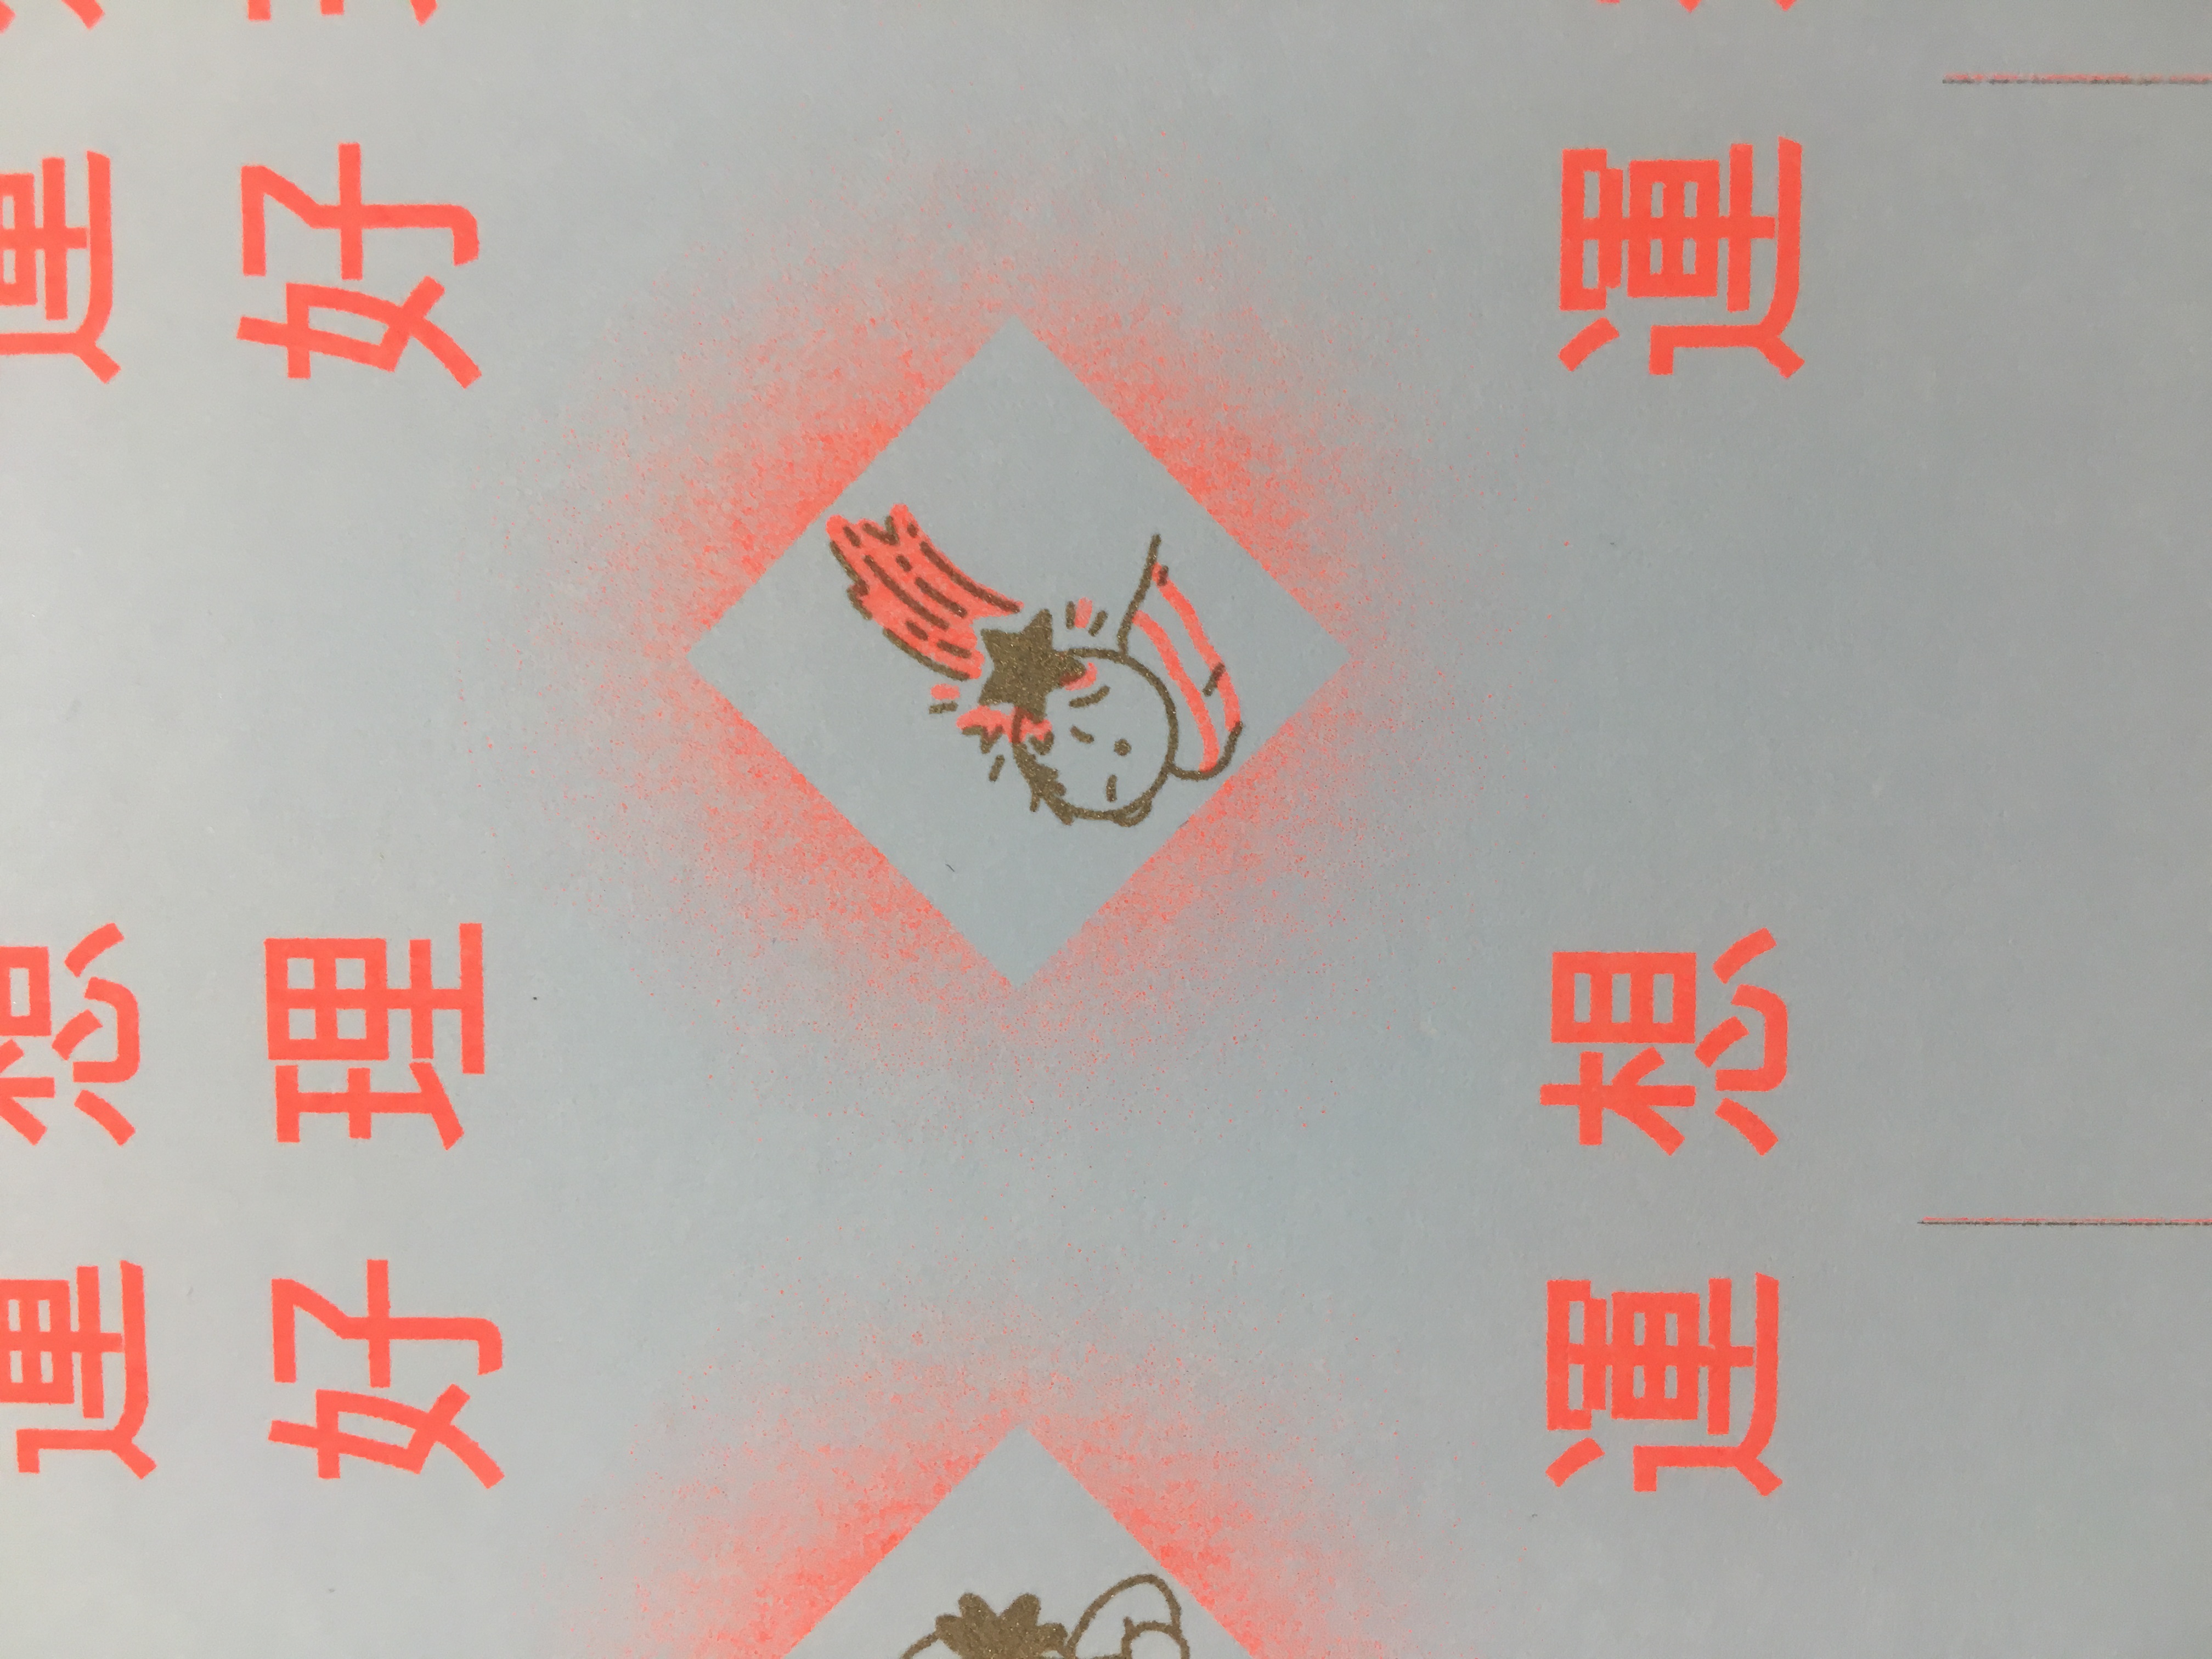 運 想 運
好 理 好
運 想 運